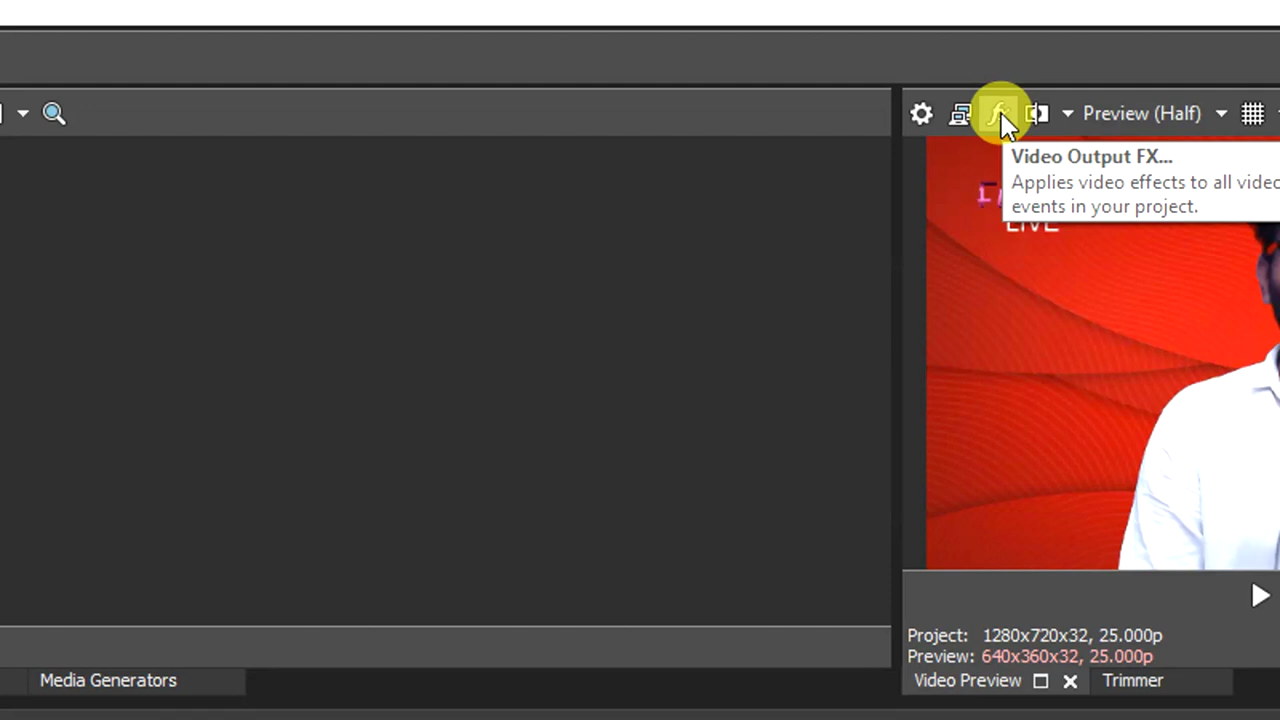 Preview (Half)
Video Output FX...
Applies video effects to all video
events in your project.
LIVE
Project: 1280x720x32, 25.000p
Preview: 640x360x32, 25.000p
Media Generators
Video Preview
Trimmer